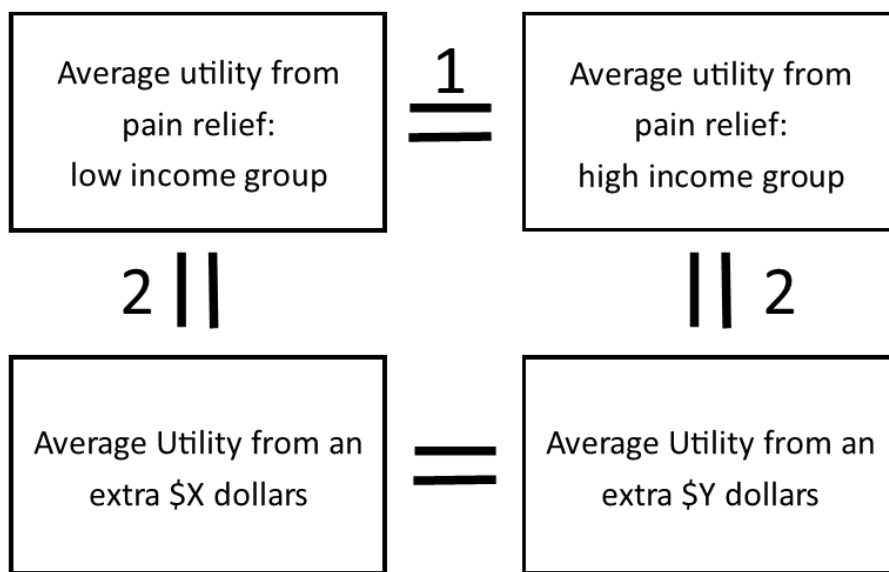 Average utility from
pain relief:
low income group
1
Average utility from
pain relief:
high income group
2
2
Average Utility from an
extra $X dollars
Average Utility from an
extra $Y dollars